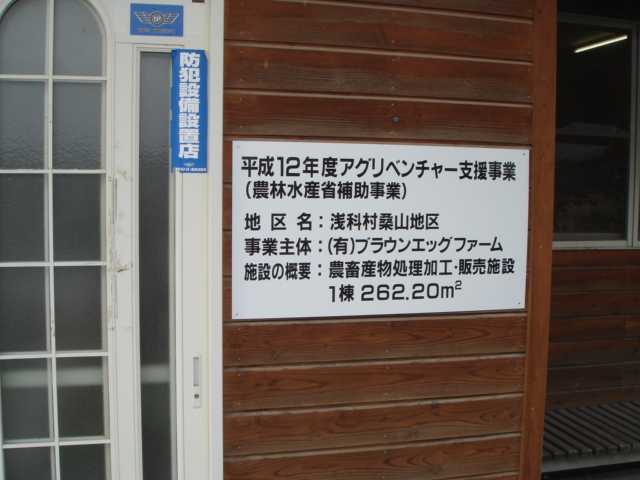 防犯設備設置店
平成12年度アグリベンチャー支援事業
(農林水産省補助事業)
地区名：浅科村桑山地区
事業主体：(有)ブラウンエッグファーム
施設の概要：農畜産物処理加工・販売施設
1棟 262.20m²